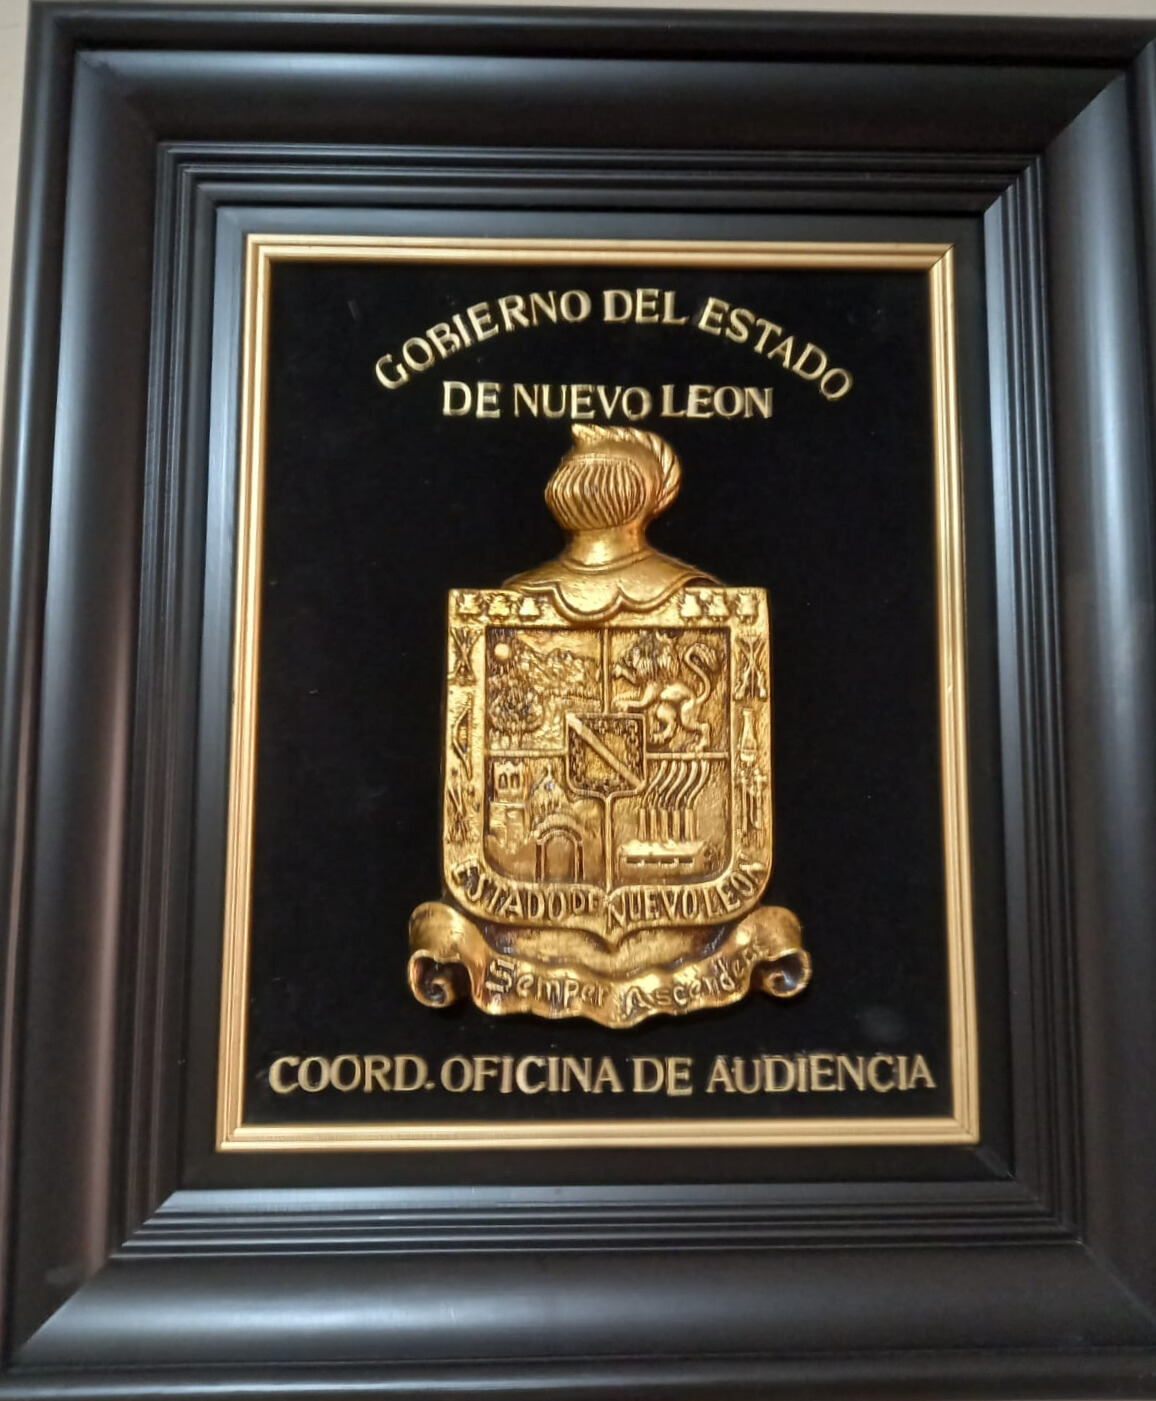 GOBIERNO DEL ESTADO
DE NUEVO LEON
ESTADO DE NUEVO LEON
Semper Ascendens
COORD. OFICINA DE AUDIENCIA